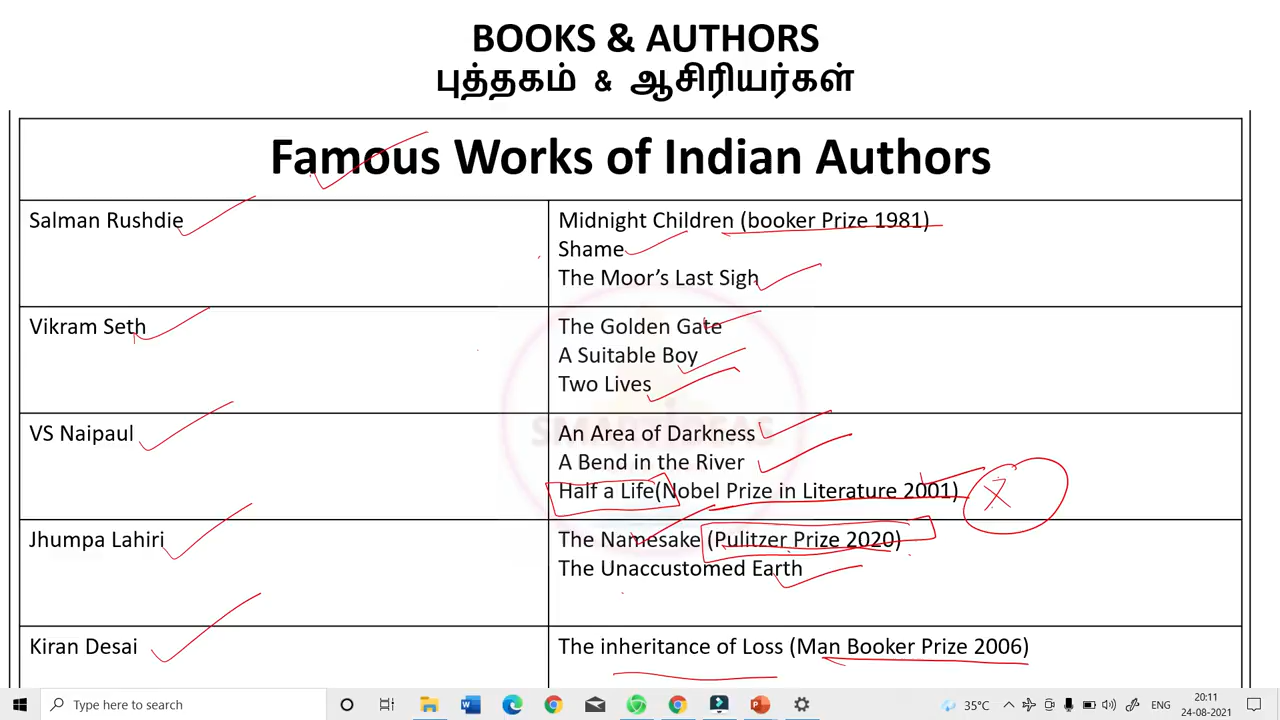 BOOKS & AUTHORS
புத்தகம் & ஆசிரியர்கள்
Famous Works of Indian Authors
Salman Rushdie
Midnight Children (booker Prize 1981)
Shame
The Moor's Last Sigh
Vikram Seth
The Golden Gate
A Suitable Boy
Two Lives
VS Naipaul
An Area of Darkness
A Bend in the River
Half a Life(Nobel Prize in Literature 2001)
Jhumpa Lahiri
The Namesake (Pulitzer Prize 2020)
The Unaccustomed Earth
Kiran Desai
The inheritance of Loss (Man Booker Prize 2006)
Type here to search
35°C
ENG
20:11
24-08-2021